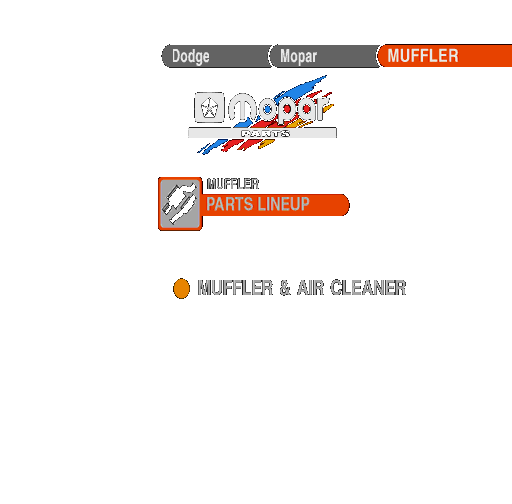 Dodge Mopar MUFFLER
Mopar
PARTS
MUFFLER
PARTS LINEUP
MUFFLER & AIR CLEANER